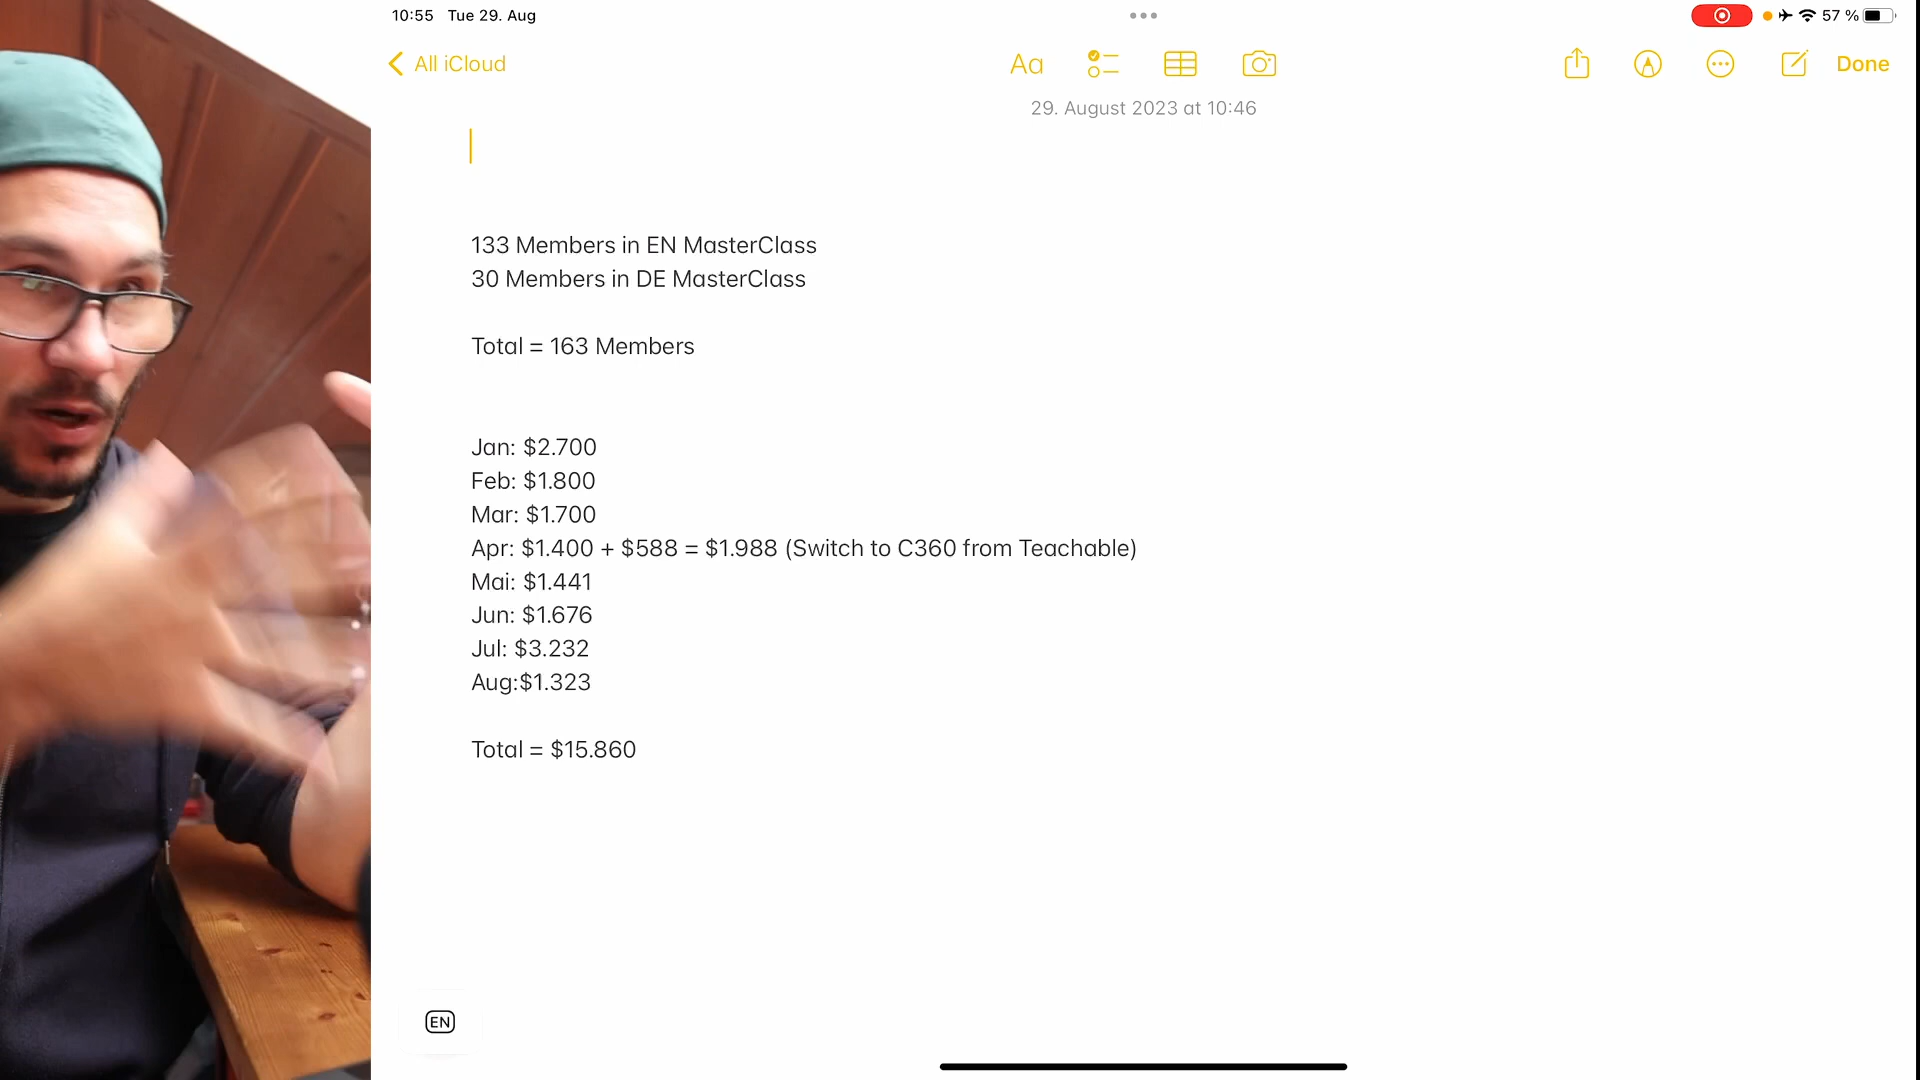 10:55 Tue 29. Aug
57 %
All iCloud
Aa
Done
29. August 2023 at 10:46
133 Members in EN MasterClass
30 Members in DE MasterClass
Total = 163 Members
Jan: $2.700
Feb: $1.800
Mar: $1.700
Apr: $1.400 + $588 = $1.988 (Switch to C360 from Teachable)
Mai: $1.441
Jun: $1.676
Jul: $3.232
Aug:$1.323
Total = $15.860
EN